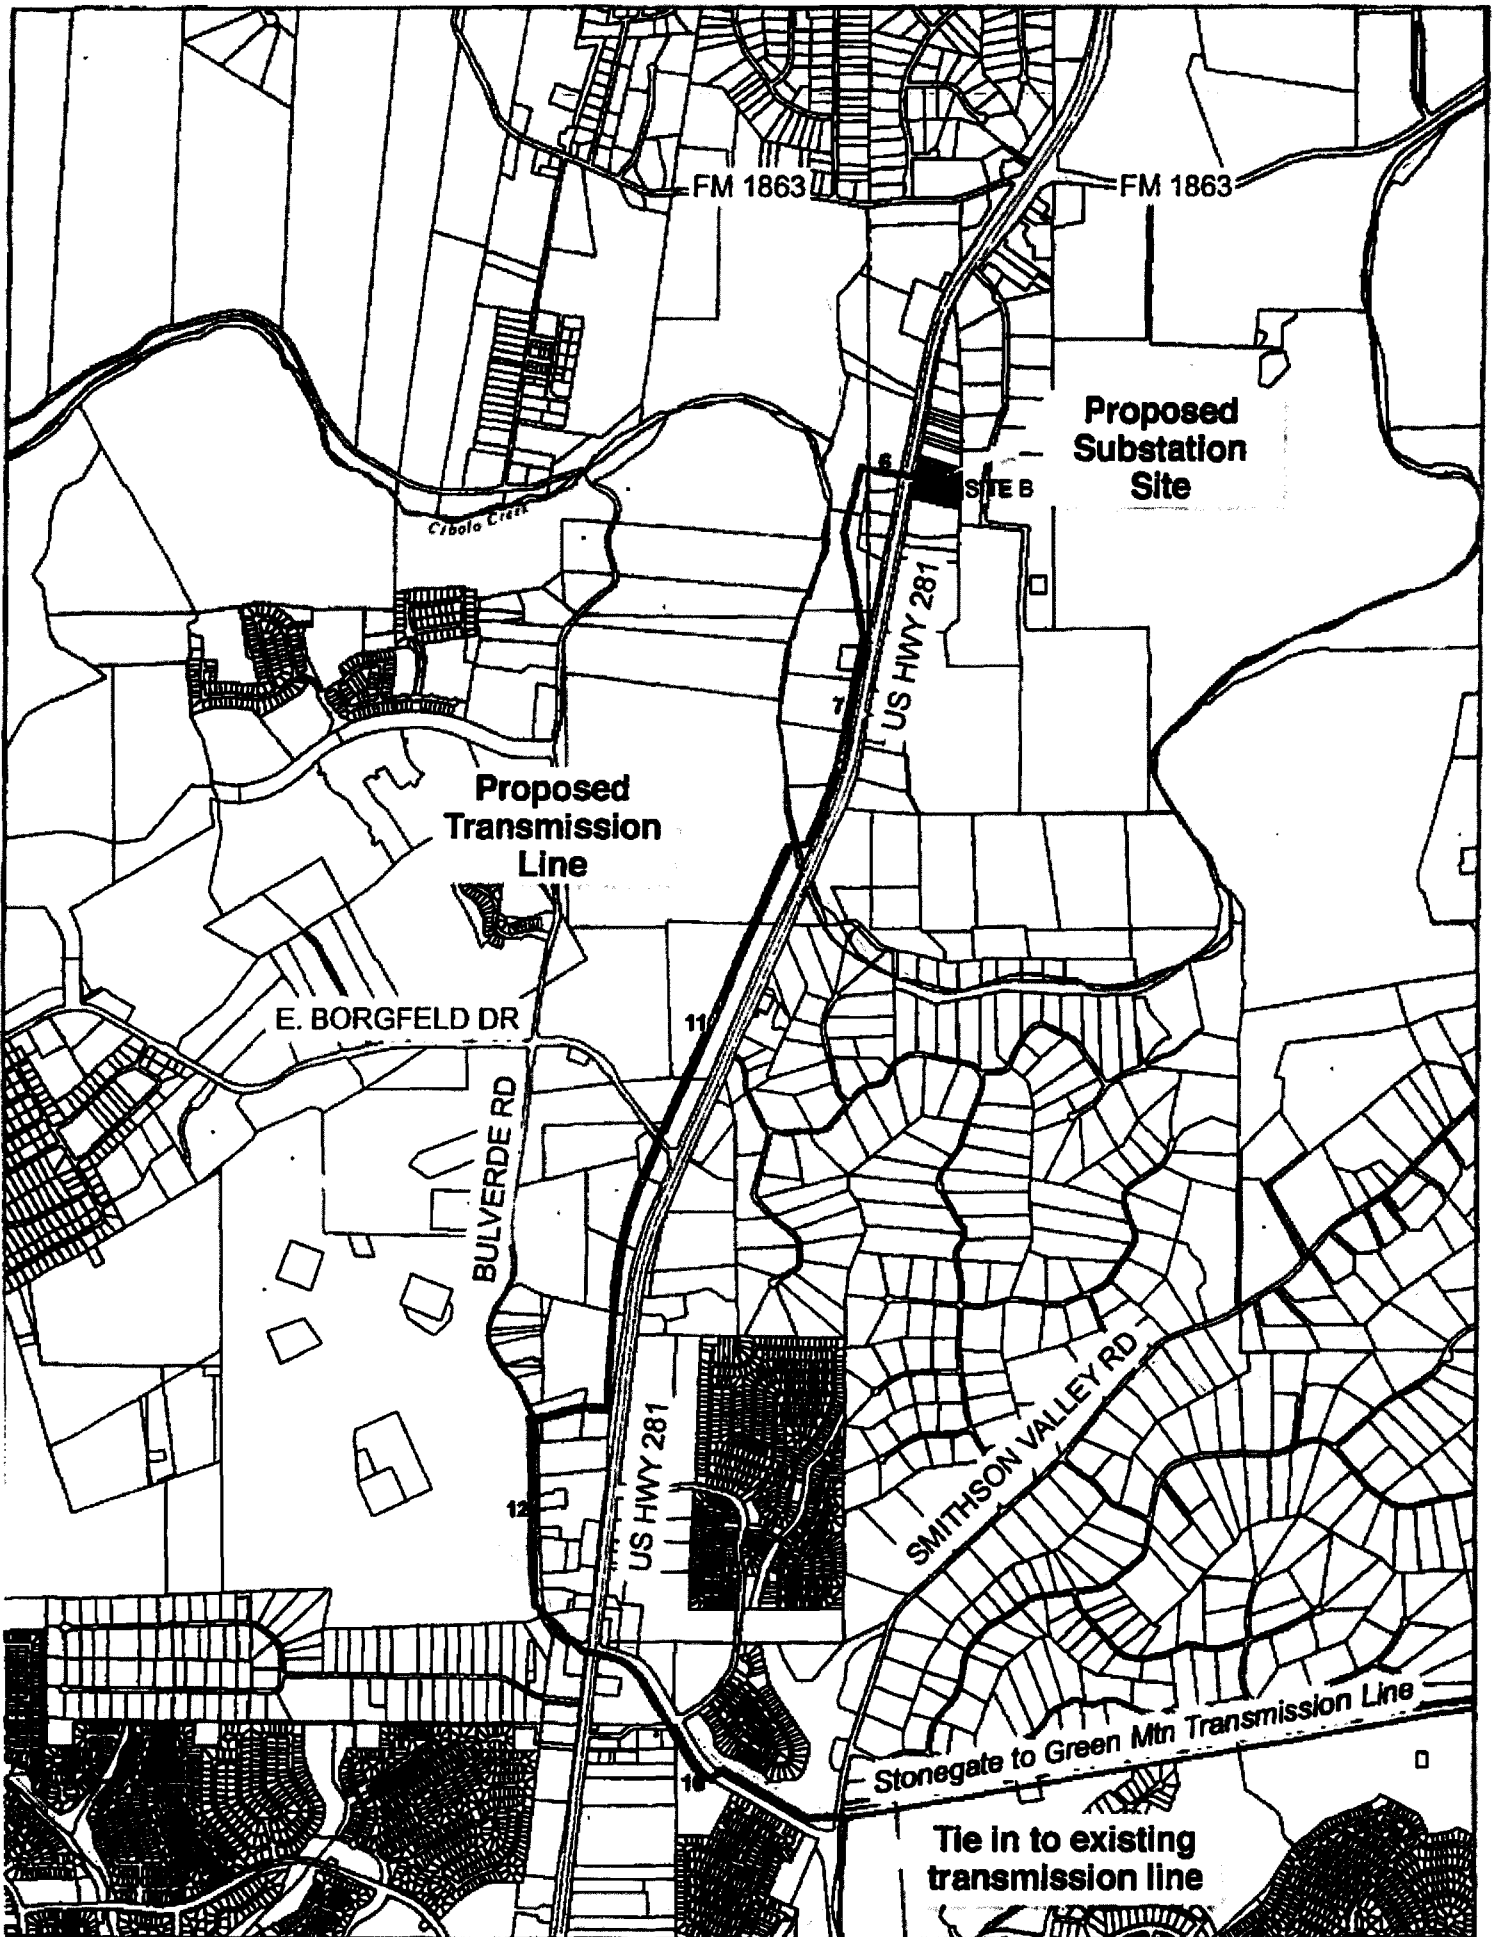 FM 1863
FM 1863
Proposed
Substation
Site
6
SITE B
Cibolo Creek
US HWY 281
7
Proposed
Transmission
Line
E. BORGFELD DR
11
BULVERDE RD
SMITHSON VALLEY RD
US HWY 281
12
Stonegate to Green Mtn Transmission Line
Tie in to existing
transmission line